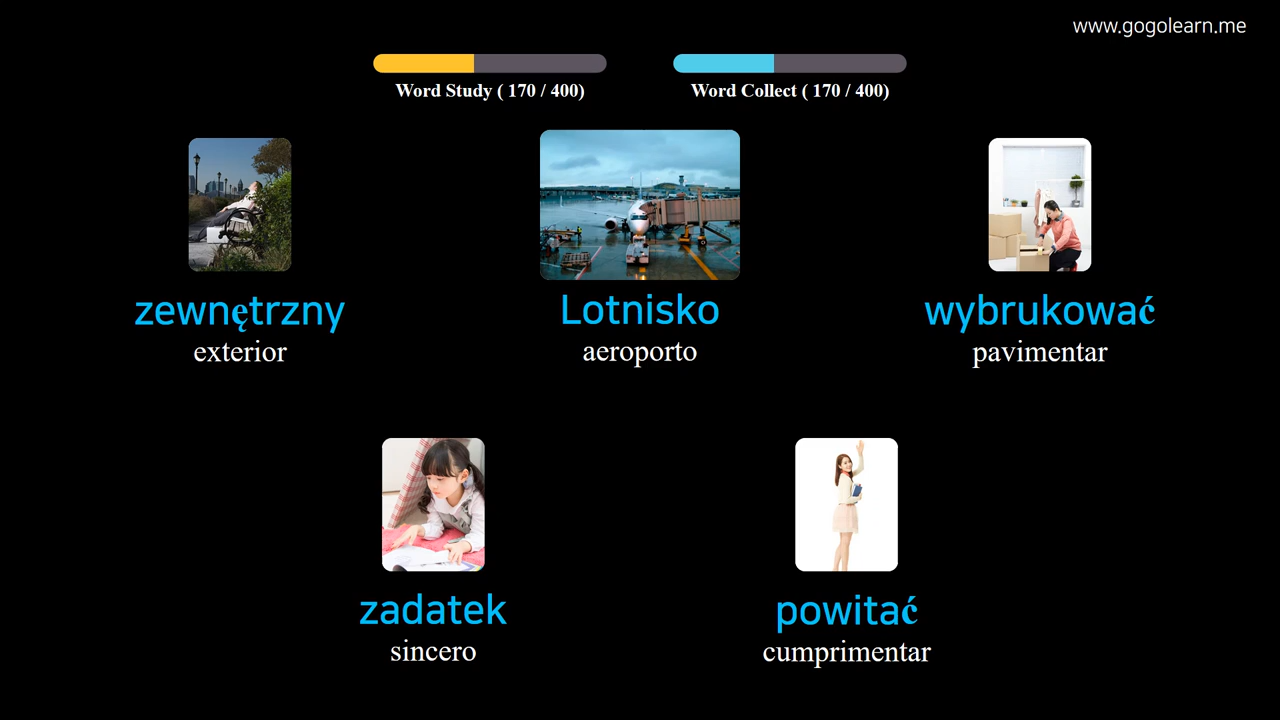 www.gogolearn.me
Word Study ( 170 / 400)
Word Collect ( 170 / 400)
zewnętrzny
exterior
Lotnisko
aeroporto
wybrukować
pavimentar
zadatek
sincero
powitać
cumprimentar